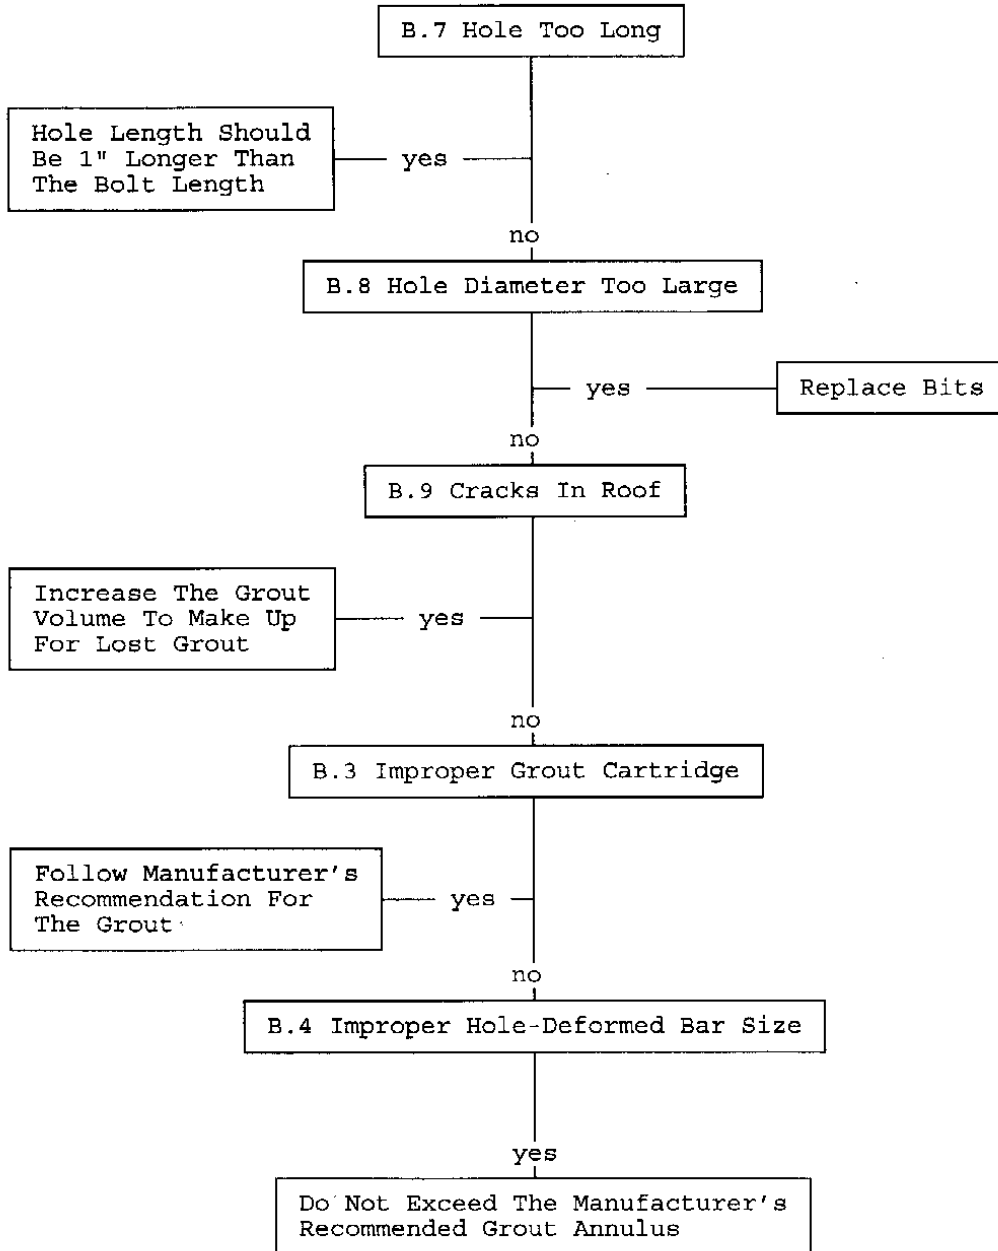 B.7 Hole Too Long
Hole Length Should
Be 1" Longer Than
The Bolt Length
yes
no
B.8 Hole Diameter Too Large
yes
Replace Bits
no
B.9 Cracks In Roof
Increase The Grout
Volume To Make Up
For Lost Grout
yes
no
B.3 Improper Grout Cartridge
Follow Manufacturer's
Recommendation For
The Grout
yes
no
B.4 Improper Hole-Deformed Bar Size
yes
Do Not Exceed The Manufacturer's
Recommended Grout Annulus